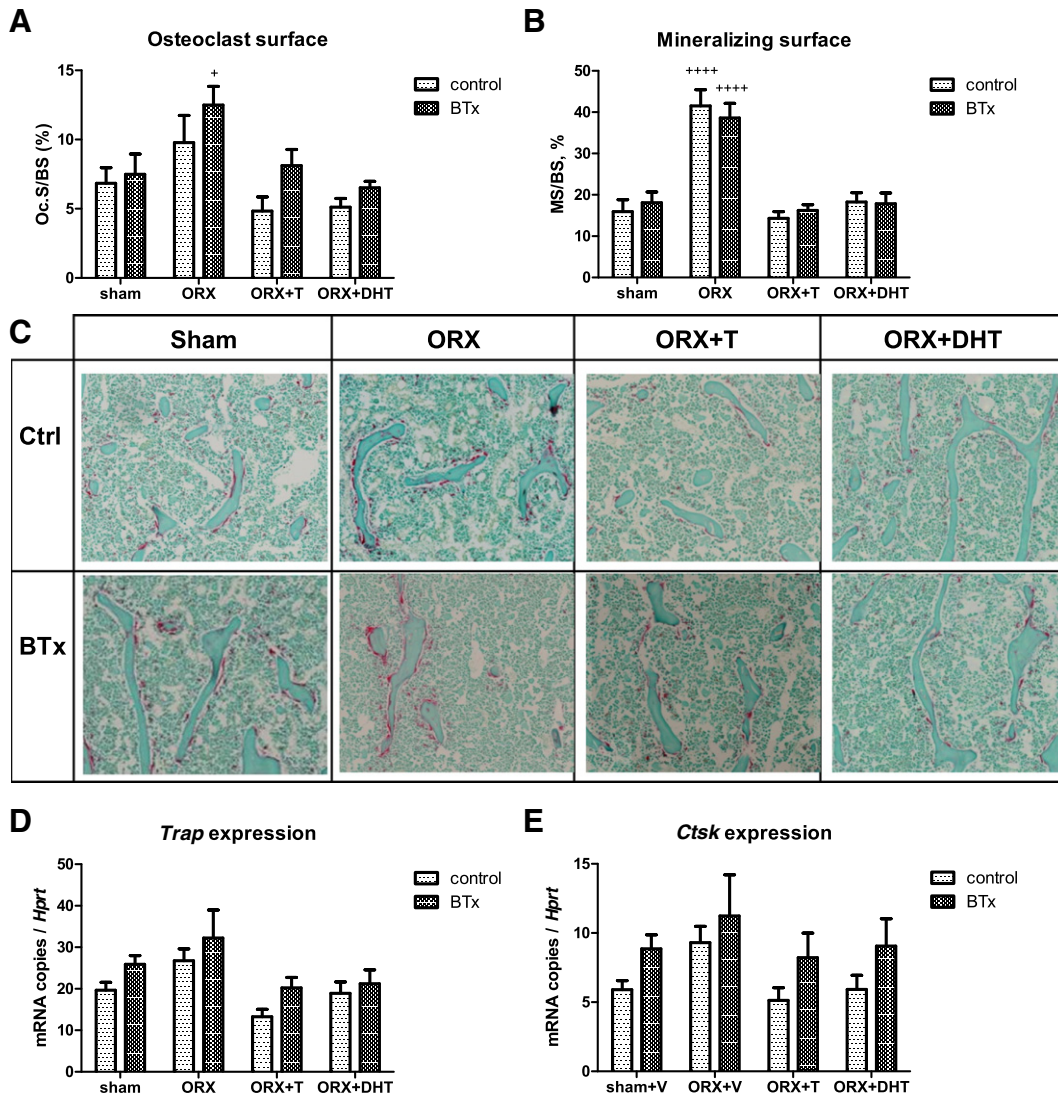 A
Osteoclast surface
Oc.S/BS (%)
15
10
5
0
+
sham
ORX
ORX+T
ORX+DHT
control
BTx
B
Mineralizing surface
MS/BS, %
50
40
30
20
10
0
++++
++++
sham
ORX
ORX+T
ORX+DHT
control
BTx
C
Sham
ORX
ORX+T
ORX+DHT
Ctrl
BTx
D
Trap expression
mRNA copies / Hprt
50
40
30
20
10
0
sham
ORX
ORX+T
ORX+DHT
control
BTx
E
Ctsk expression
mRNA copies / Hprt
15
10
5
0
sham+V
ORX+V
ORX+T
ORX+DHT
control
BTx